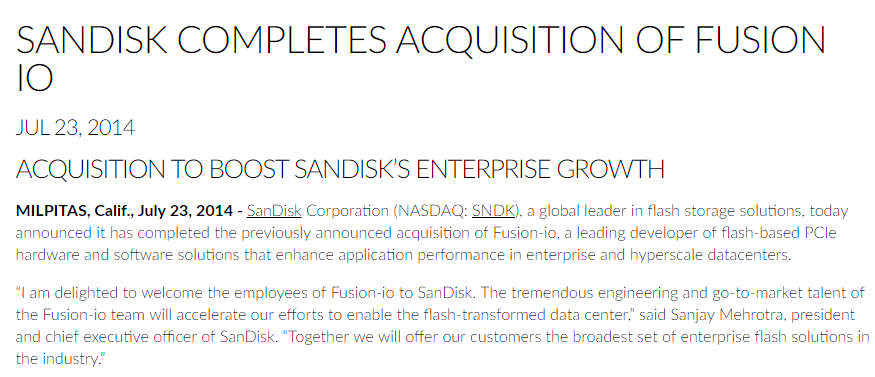 SANDISK COMPLETES ACQUISITION OF FUSION
IO
JUL 23, 2014
ACQUISITION TO BOOST SANDISK’S ENTERPRISE GROWTH
MILPITAS, Calif., July 23, 2014 - SanDisk Corporation (NASDAQ: SNDK), a global leader in flash storage solutions, today
announced it has completed the previously announced acquisition of Fusion-io, a leading developer of flash-based PCIe
hardware and software solutions that enhance application performance in enterprise and hyperscale datacenters.
“I am delighted to welcome the employees of Fusion-io to SanDisk. The tremendous engineering and go-to-market talent of
the Fusion-io team will accelerate our efforts to enable the flash-transformed data center,” said Sanjay Mehrotra, president
and chief executive officer of SanDisk. “Together we will offer our customers the broadest set of enterprise flash solutions in
the industry.”